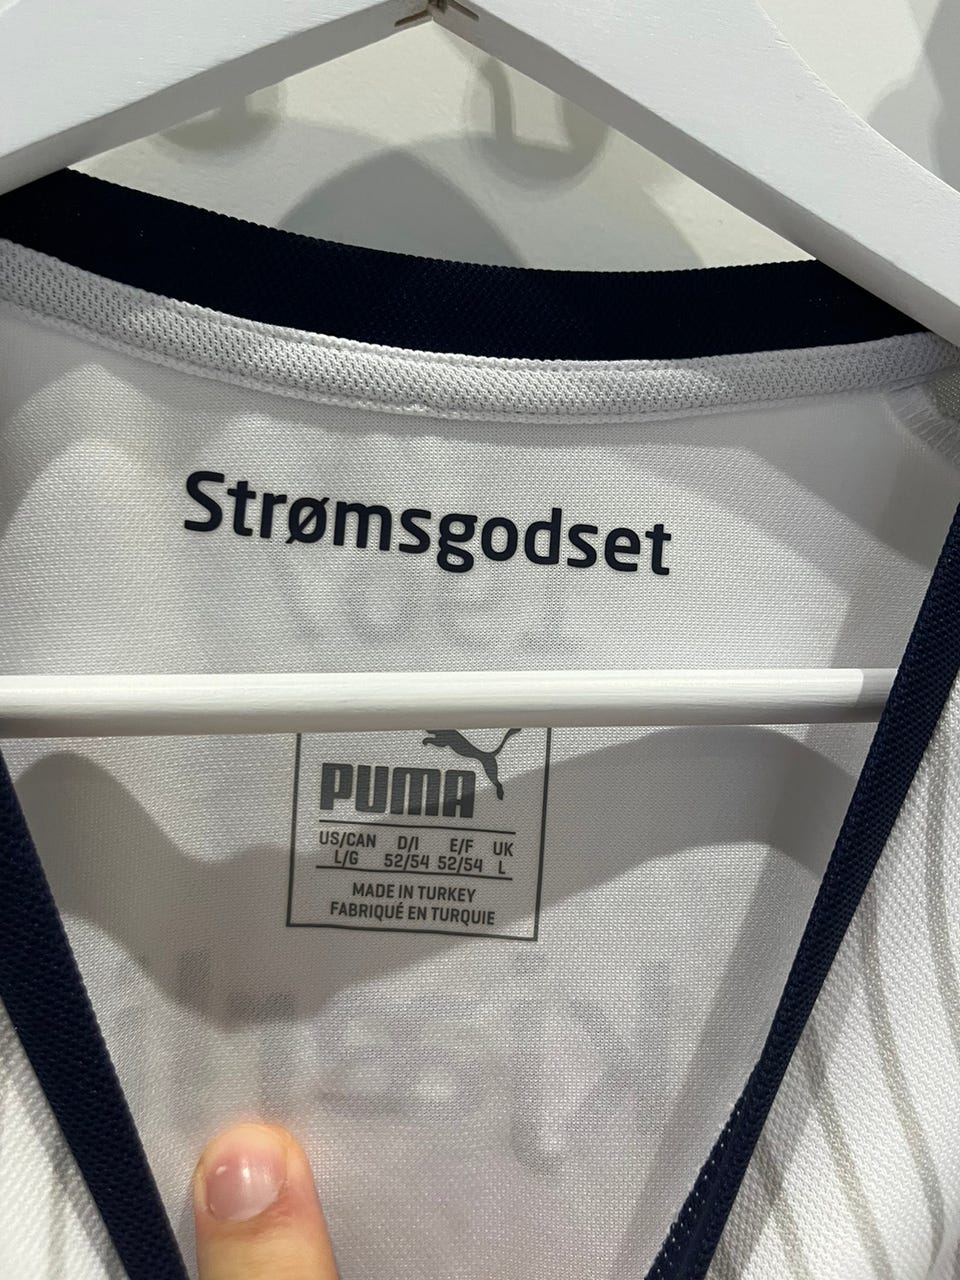 Strømsgodset
PUMA
US/CAN D/I E/F UK
L/G 52/54 52/54 L
MADE IN TURKEY
FABRIQUÉ EN TURQUIE